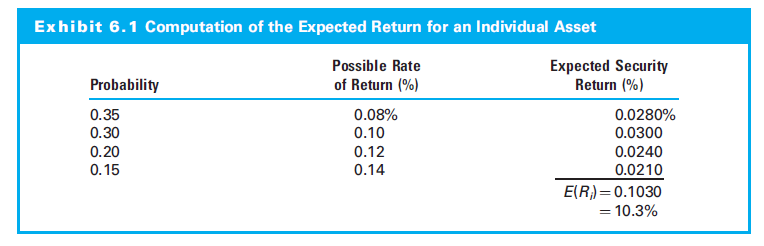 Exhibit 6.1 Computation of the Expected Return for an Individual Asset
Probability Possible Rate of Return (%) Expected Security Return (%)
0.35 0.08% 0.0280%
0.30 0.10 0.0300
0.20 0.12 0.0240
0.15 0.14 0.0210
E(Ri) = 0.1030
= 10.3%